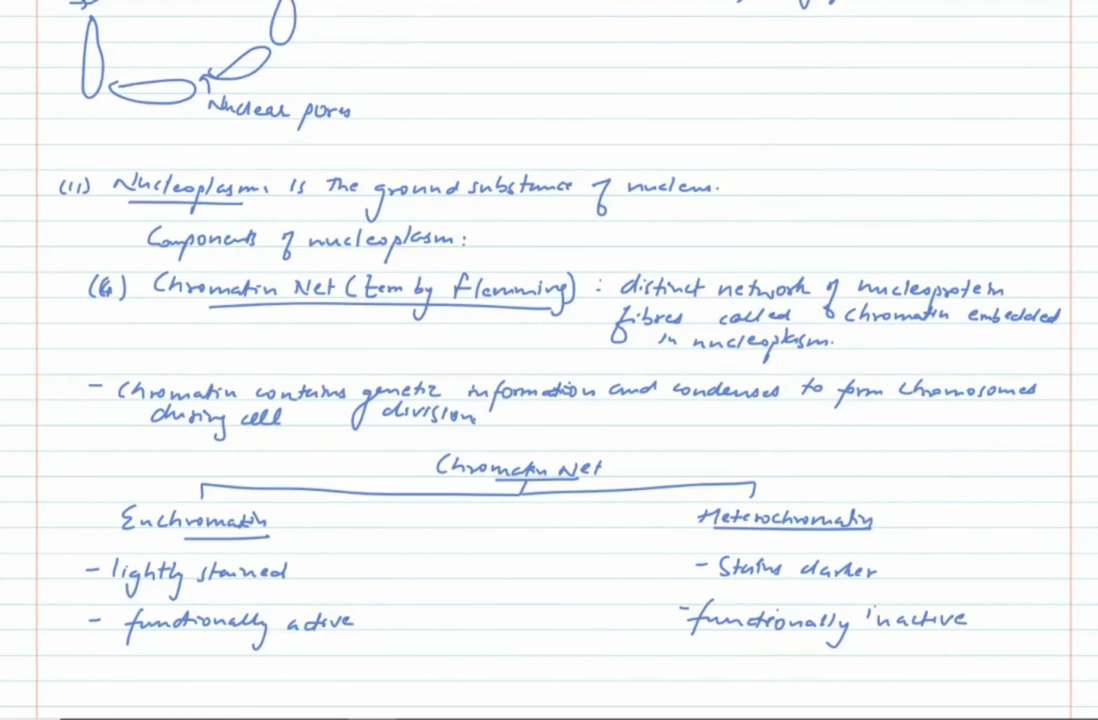 Nuclear pores
(ii) Nucleoplasm: is the ground substance of nucleus.
Components of nucleoplasm:
(a) Chromatin Net (term by flemming) : distinct network of nucleoprotein
fibres called chromatin embedded
in nucleoplasm.
- Chromatin contains genetic information and condenses to form chromosomes
during cell division.
Chromatin Net
Euchromatin Heterochromatin
- lightly stained - Stains darker
- functionally active - functionally inactive